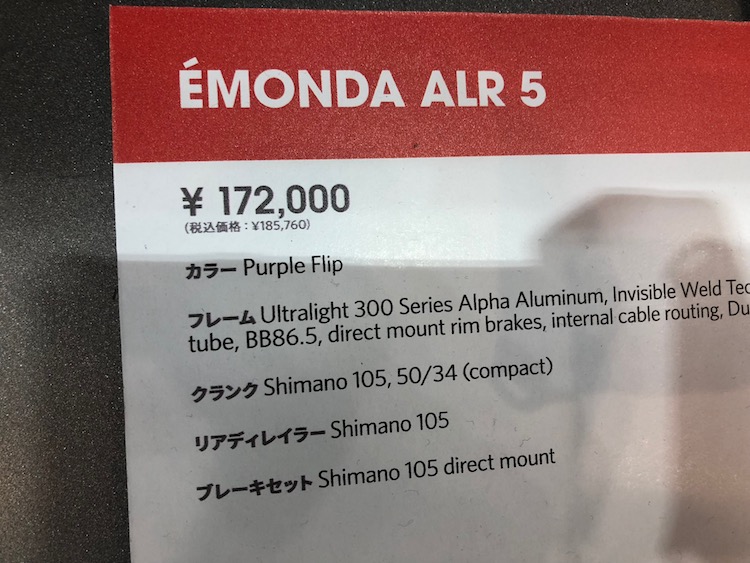 ÉMONDA ALR 5
¥ 172,000
(税込価格：¥185,760)
カラー Purple Flip
フレーム Ultralight 300 Series Alpha Aluminum, Invisible Weld
tube, BB86.5, direct mount rim brakes, internal cable routing,
クランク Shimano 105, 50/34 (compact)
リアディレイラー Shimano 105
ブレーキセット Shimano 105 direct mount